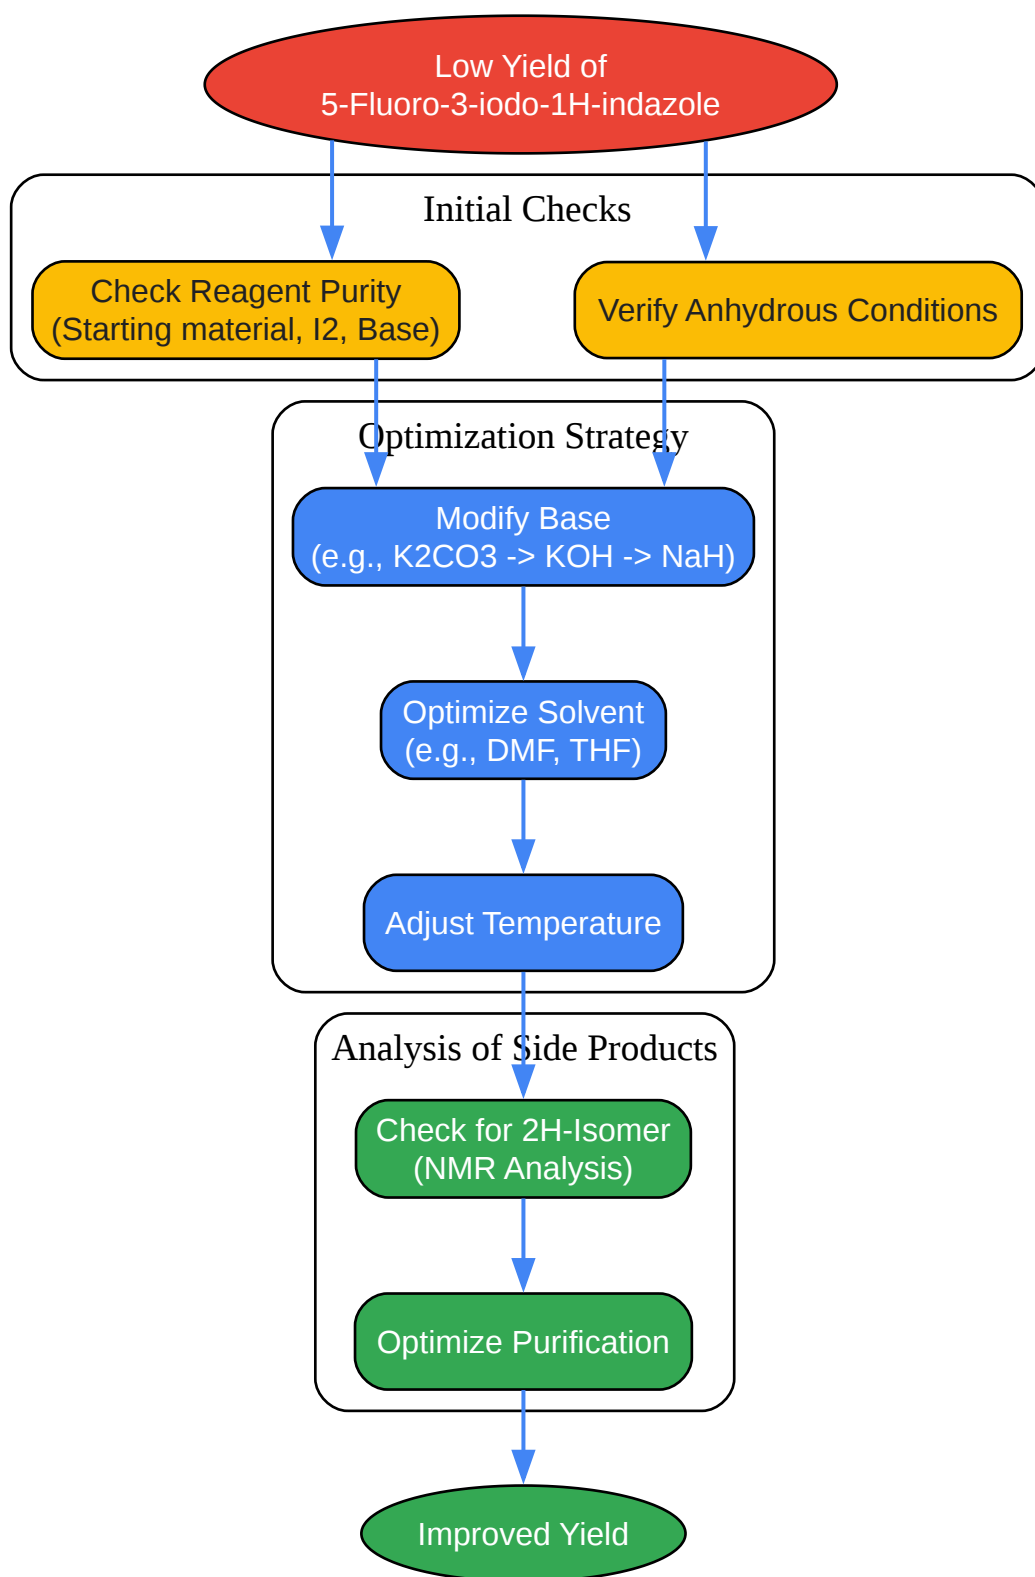 Low Yield of
5-Fluoro-3-iodo-1H-indazole
Initial Checks
Check Reagent Purity
(Starting material, I2, Base)
Verify Anhydrous Conditions
Optimization Strategy
Modify Base
(e.g., K2CO3 -> KOH -> NaH)
Optimize Solvent
(e.g., DMF, THF)
Adjust Temperature
Analysis of Side Products
Check for 2H-Isomer
(NMR Analysis)
Optimize Purification
Improved Yield